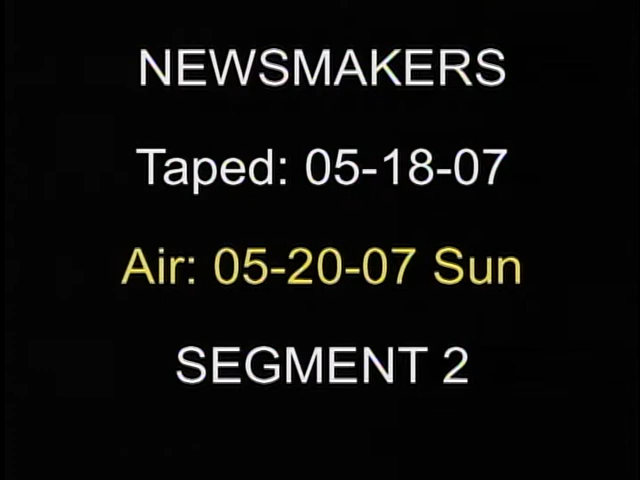 NEWSMAKERS
Taped: 05-18-07
Air: 05-20-07 Sun
SEGMENT 2